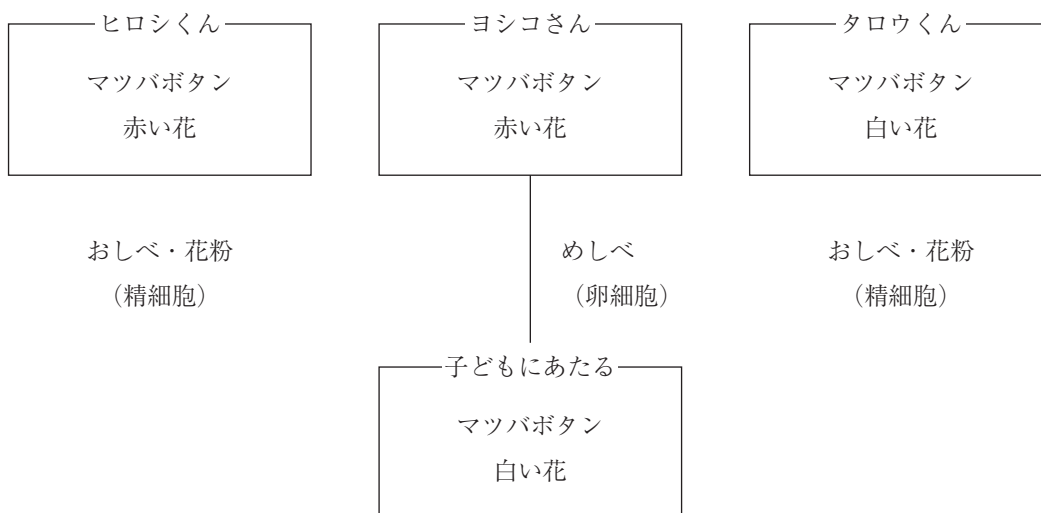 ヒロシくん
マツバボタン
赤い花
ヨシコさん
マツバボタン
赤い花
タロウくん
マツバボタン
白い花
おしべ・花粉
（精細胞）
めしべ
（卵細胞）
おしべ・花粉
（精細胞）
子どもにあたる
マツバボタン
白い花